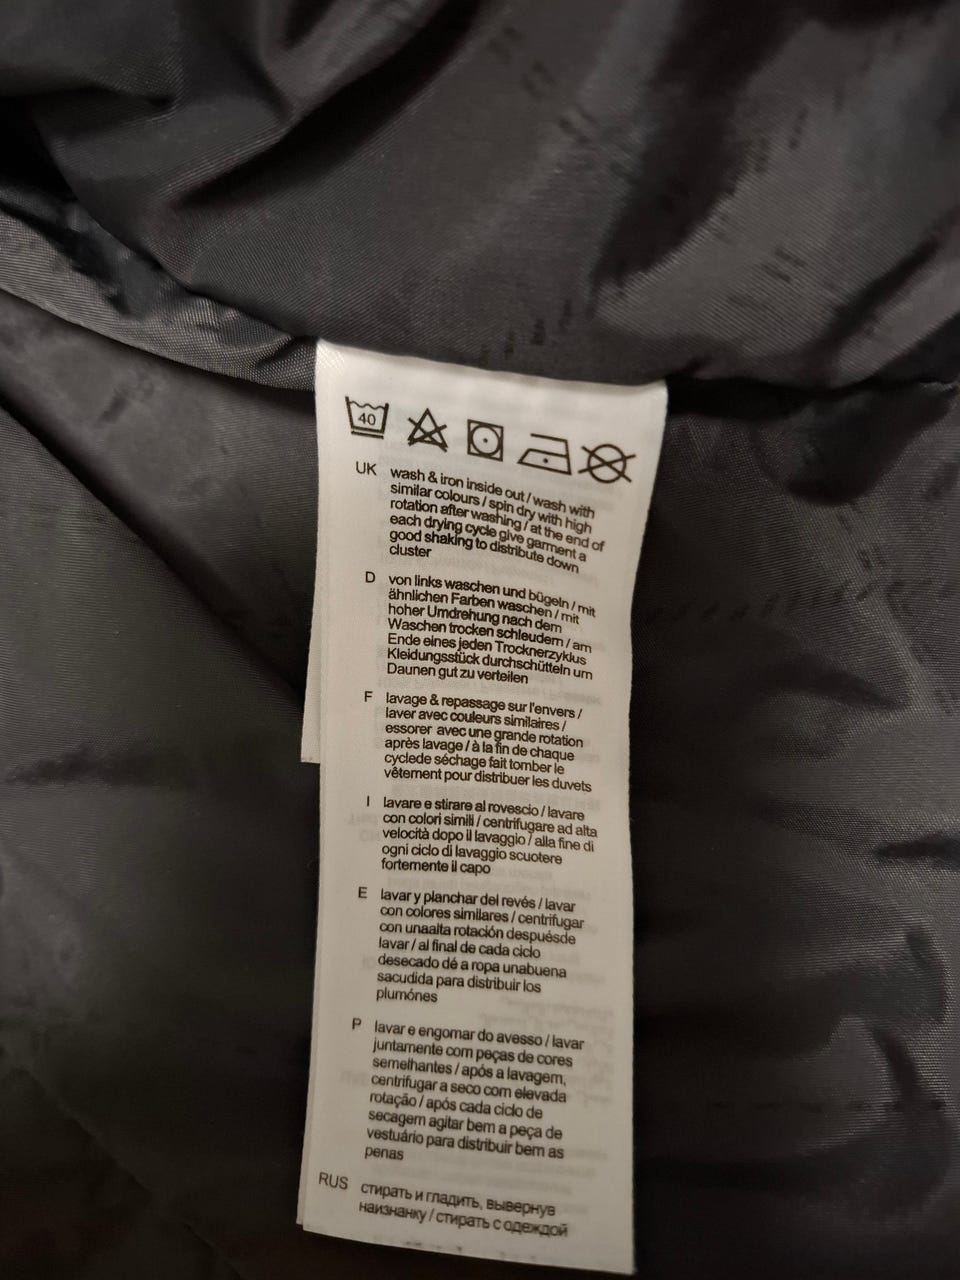 40
UK wash & iron inside out / wash with
similar colours / spin dry with high
rotation after washing / at the end of
each drying cycle give garment a
good shaking to distribute down
cluster
D von links waschen und bügeln / mit
ähnlichen Farben waschen / mit
hoher Umdrehung nach dem
Waschen trocken schleudern / am
Ende eines jeden Trocknerzyklus
Kleidungsstück durchschütteln um
Daunen gut zu verteilen
F lavage & repassage sur l'envers /
laver avec couleurs similaires /
essorer avec une grande rotation
après lavage / à la fin de chaque
cyclede séchage fait tomber le
vêtement pour distribuer les duvets
I lavare e stirare al rovescio / lavare
con colori simili / centrifugare ad alta
velocità dopo il lavaggio / alla fine di
ogni ciclo di lavaggio scuotere
fortemente il capo
E lavar y planchar del revés / lavar
con colores similares / centrifugar
con unaalta rotación despuésde
lavar / al final de cada ciclo
desecado dé a ropa unabuena
sacudida para distribuir los
plumónes
P lavar e engomar do avesso / lavar
juntamente com peças de cores
semelhantes / após a lavagem,
centrifugar a seco com elevada
rotação / após cada ciclo de
secagem agitar bem a peça de
vestuário para distribuir bem as
penas
RUS стирать и гладить, вывернув
наизнанку / стирать с одеждой